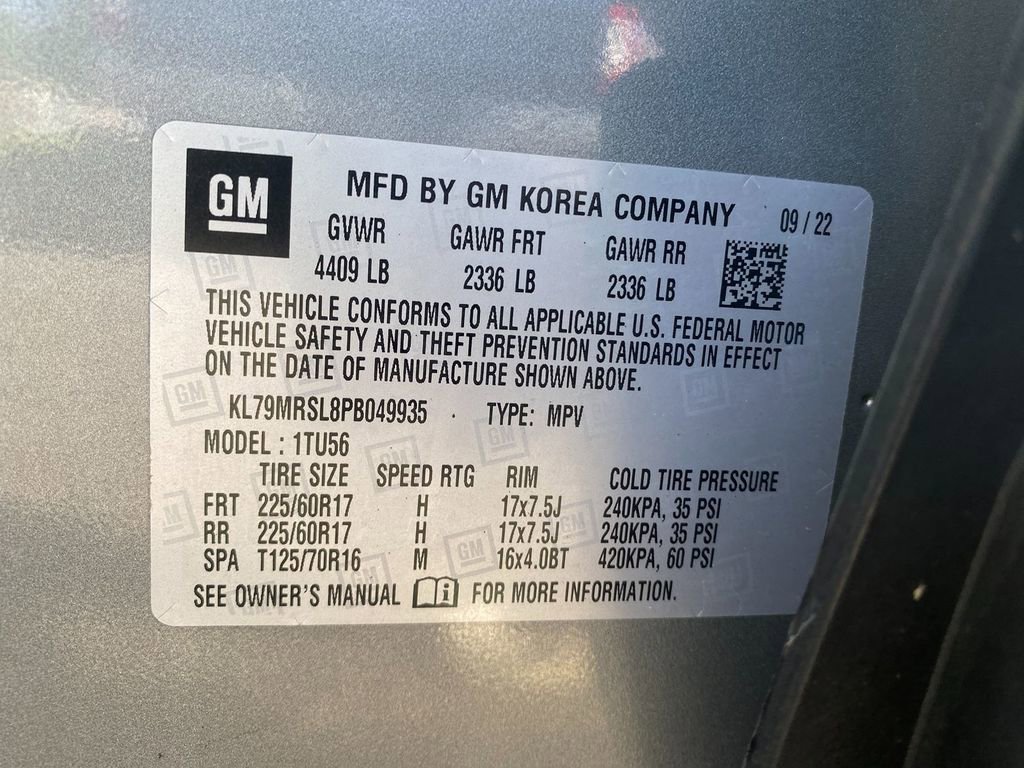 GM
MFD BY GM KOREA COMPANY 09 / 22
GVWR GAWR FRT GAWR RR
4409 LB 2336 LB 2336 LB
THIS VEHICLE CONFORMS TO ALL APPLICABLE U.S. FEDERAL MOTOR
VEHICLE SAFETY AND THEFT PREVENTION STANDARDS IN EFFECT
ON THE DATE OF MANUFACTURE SHOWN ABOVE.
KL79MRSL8PB049935 TYPE: MPV
MODEL : 1TU56
TIRE SIZE SPEED RTG RIM COLD TIRE PRESSURE
FRT 225/60R17 H 17x7.5J 240KPA, 35 PSI
RR 225/60R17 H 17x7.5J 240KPA, 35 PSI
SPA T125/70R16 M 16x4.0BT 420KPA, 60 PSI
SEE OWNER'S MANUAL i FOR MORE INFORMATION.